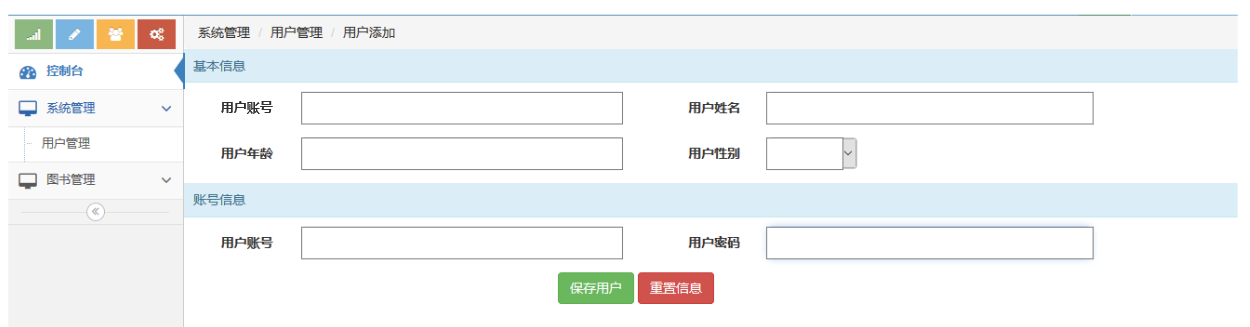 系统管理 / 用户管理 / 用户添加
控制台
系统管理
用户管理
图书管理
基本信息
用户账号 用户姓名
用户年龄 用户性别
账号信息
用户账号 用户密码
保存用户 重置信息